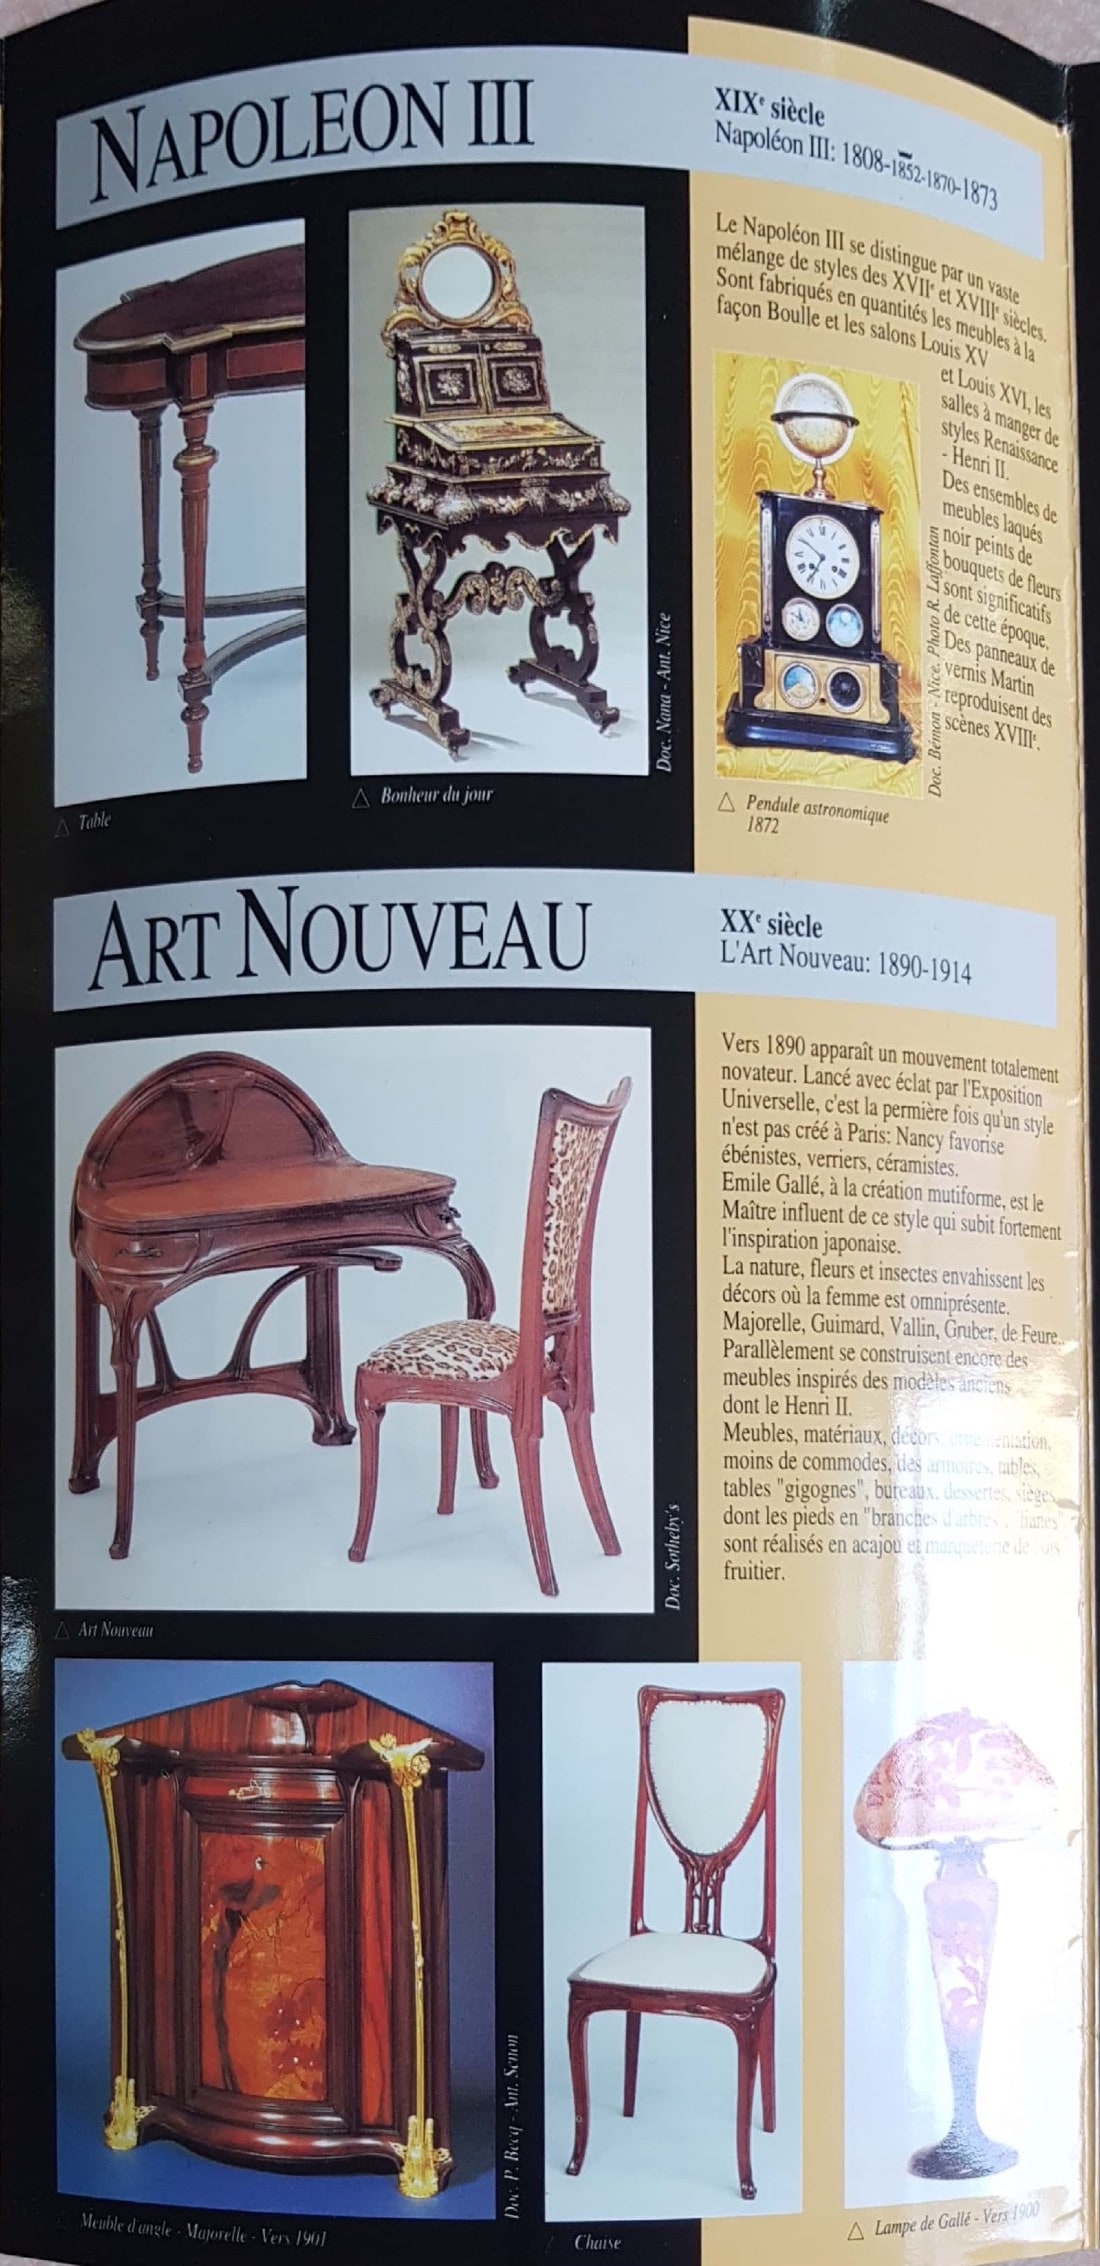 NAPOLEON III
XIXe siècle
Napoléon III: 1808-1852-1870-1873
Le Napoléon III se distingue par un vaste
mélange de styles des XVIIe et XVIIIe siècles.
Sont fabriqués en quantités les meubles à la
façon Boulle et les salons Louis XV
et Louis XVI, les
salles à manger de
styles Renaissance
- Henri II.
Des ensembles de
meubles laqués
noir peints de
bouquets de fleurs
sont significatifs
de cette époque.
Des panneaux de
vernis Martin
reproduisent des
scènes XVIIIe.
Table
Doc. Nana - Ant. Nice
Bonheur du jour
Doc. Bémon - Nice. Photo R. Laffontan
Pendule astronomique
1872
ART NOUVEAU
XXe siècle
L'Art Nouveau: 1890-1914
Vers 1890 apparaît un mouvement totalement
novateur. Lancé avec éclat par l'Exposition
Universelle, c'est la permière fois qu'un style
n'est pas créé à Paris: Nancy favorise
ébénistes, verriers, céramistes.
Emile Gallé, à la création mutiforme, est le
Maître influent de ce style qui subit fortement
l'inspiration japonaise.
La nature, fleurs et insectes envahissent les
décors où la femme est omniprésente.
Majorelle, Guimard, Vallin, Gruber, de Feure..
Parallèlement se construisent encore des
meubles inspirés des modèles anciens
dont le Henri II.
Meubles, matériaux, décors, ornementation,
moins de commodes, des armoires, tables,
tables "gigognes", bureaux, dessertes, sièges
dont les pieds en "branches d'arbres", "lianes"
sont réalisés en acajou et marqueterie de bois
fruitier.
Doc. Sotheby's
Art Nouveau
Doc. P. Becq - Ant. Senon
Meuble d'angle - Majorelle - Vers 1901
Chaise
Lampe de Gallé - Vers 1900